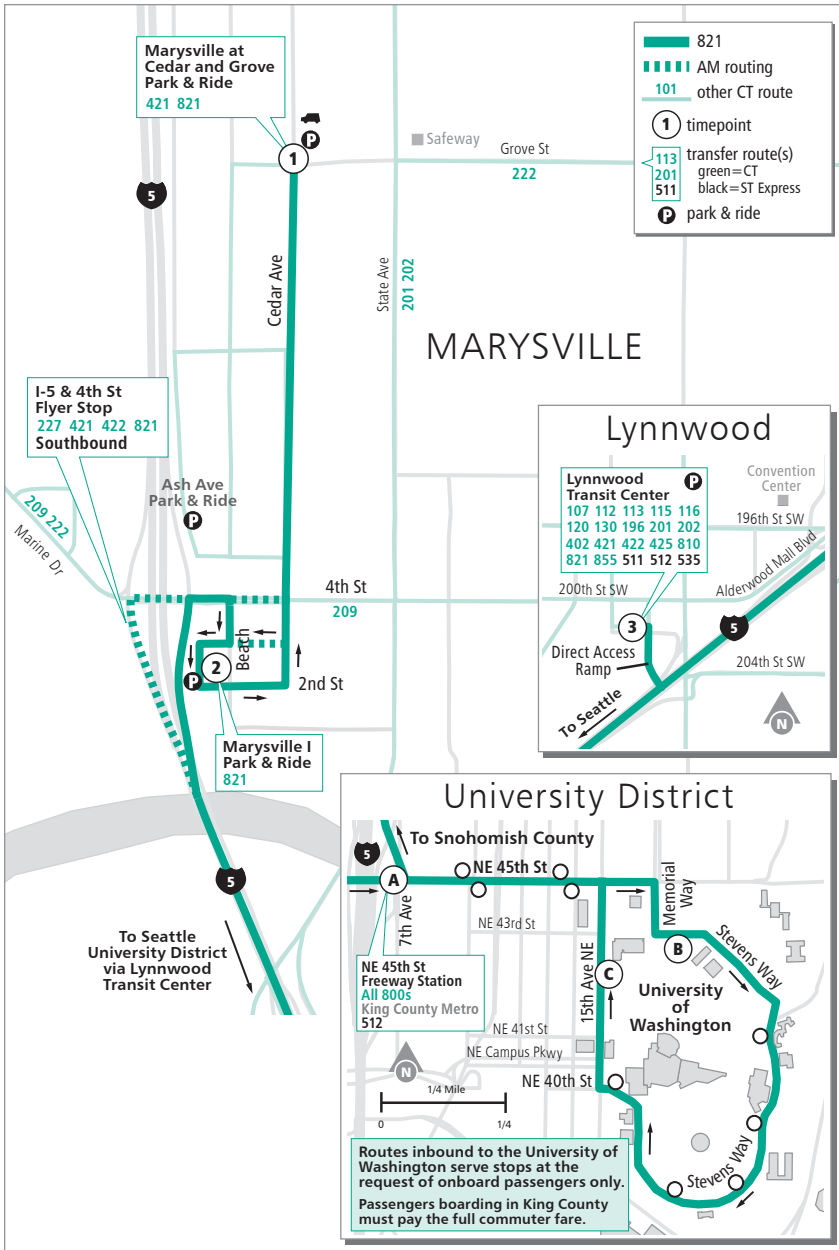 Marysville at
Cedar and Grove
Park & Ride
421 821
P
1
5
Safeway
Grove St
222
821
AM routing
101
other CT route
1 timepoint
113
201
511
transfer route(s)
green=CT
black=ST Express
P park & ride
Cedar Ave
State Ave
201 202
MARYSVILLE
I-5 & 4th St
Flyer Stop
227 421 422 821
Southbound
Ash Ave
Park & Ride
P
209 222
Marine Dr
4th St
209
Beach
2
P
2nd St
Marysville I
Park & Ride
821
5
To Seattle
University District
via Lynnwood
Transit Center
Lynnwood
Lynnwood
Transit Center
P
107 112 113 115 116
120 130 196 201 202
402 421 422 425 810
821 855 511 512 535
Convention
Center
196th St SW
Alderwood Mall Blvd
200th St SW
3
5
Direct Access
Ramp
204th St SW
To Seattle
N
University District
To Snohomish County
5
NE 45th St
A
7th Ave
Memorial
Way
NE 43rd St
B
Stevens Way
NE 45th St
Freeway Station
All 800s
King County Metro
512
15th Ave NE
C
University
of
Washington
NE 41st St
NE Campus Pkwy
NE 40th St
N
1/4 Mile
0
1/4
Stevens Way
Routes inbound to the University of
Washington serve stops at the
request of onboard passengers only.
Passengers boarding in King County
must pay the full commuter fare.